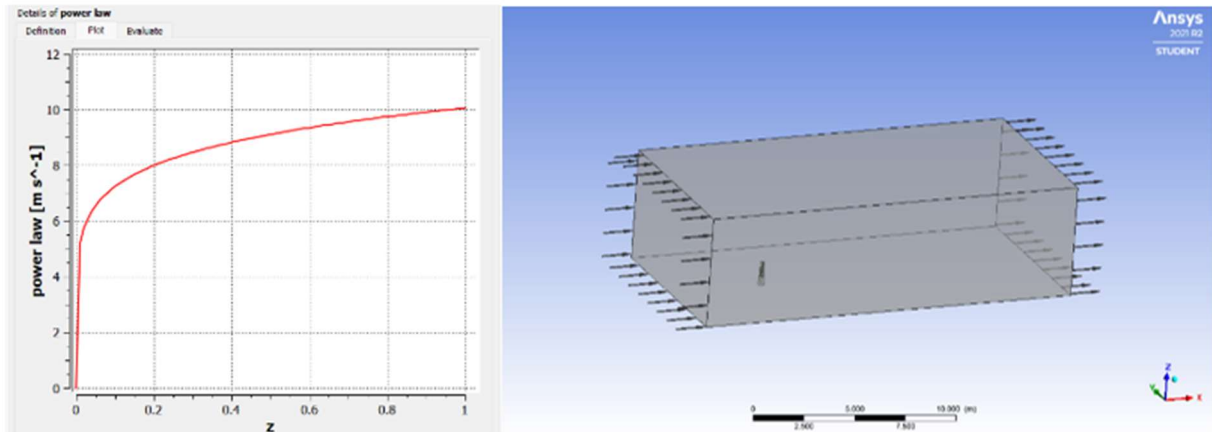 Details of power law
Definition
Plot
Evaluate
12
10
8
6
4
2
0
power law [m s^-1]
0
0.2
0.4
0.6
0.8
1
Z
Ansys
2021 R2
STUDENT
0
5.000
10.000 (m)
2.500
7.500
Z
Y
X